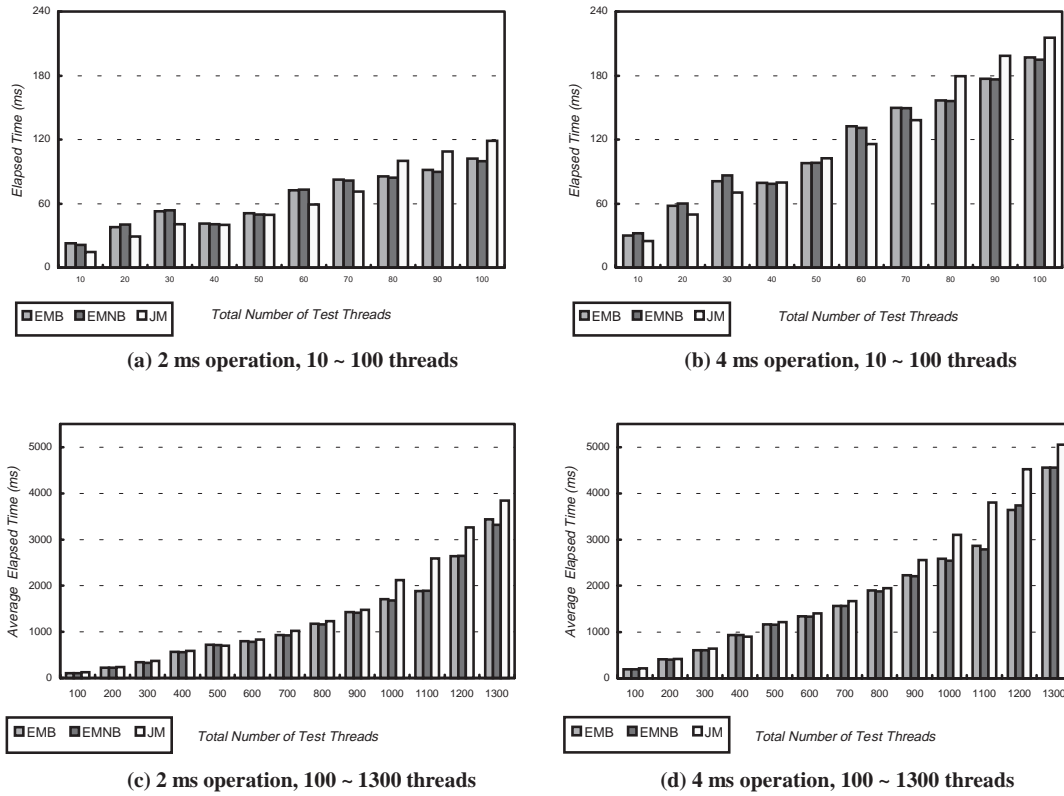 240
180
120
60
0
Elapsed Time (ms)
10 20 30 40 50 60 70 80 90 100
EMB EMNB JM
Total Number of Test Threads
(a) 2 ms operation, 10 ~ 100 threads
240
180
120
60
0
Elapsed Time (ms)
10 20 30 40 50 60 70 80 90 100
EMB EMNB JM
Total Number of Test Threads
(b) 4 ms operation, 10 ~ 100 threads
5000
4000
3000
2000
1000
0
Average Elapsed Time (ms)
100 200 300 400 500 600 700 800 900 1000 1100 1200 1300
EMB EMNB JM
Total Number of Test Threads
(c) 2 ms operation, 100 ~ 1300 threads
5000
4000
3000
2000
1000
0
Average Elapsed Time (ms)
100 200 300 400 500 600 700 800 900 1000 1100 1200 1300
EMB EMNB JM
Total Number of Test Threads
(d) 4 ms operation, 100 ~ 1300 threads